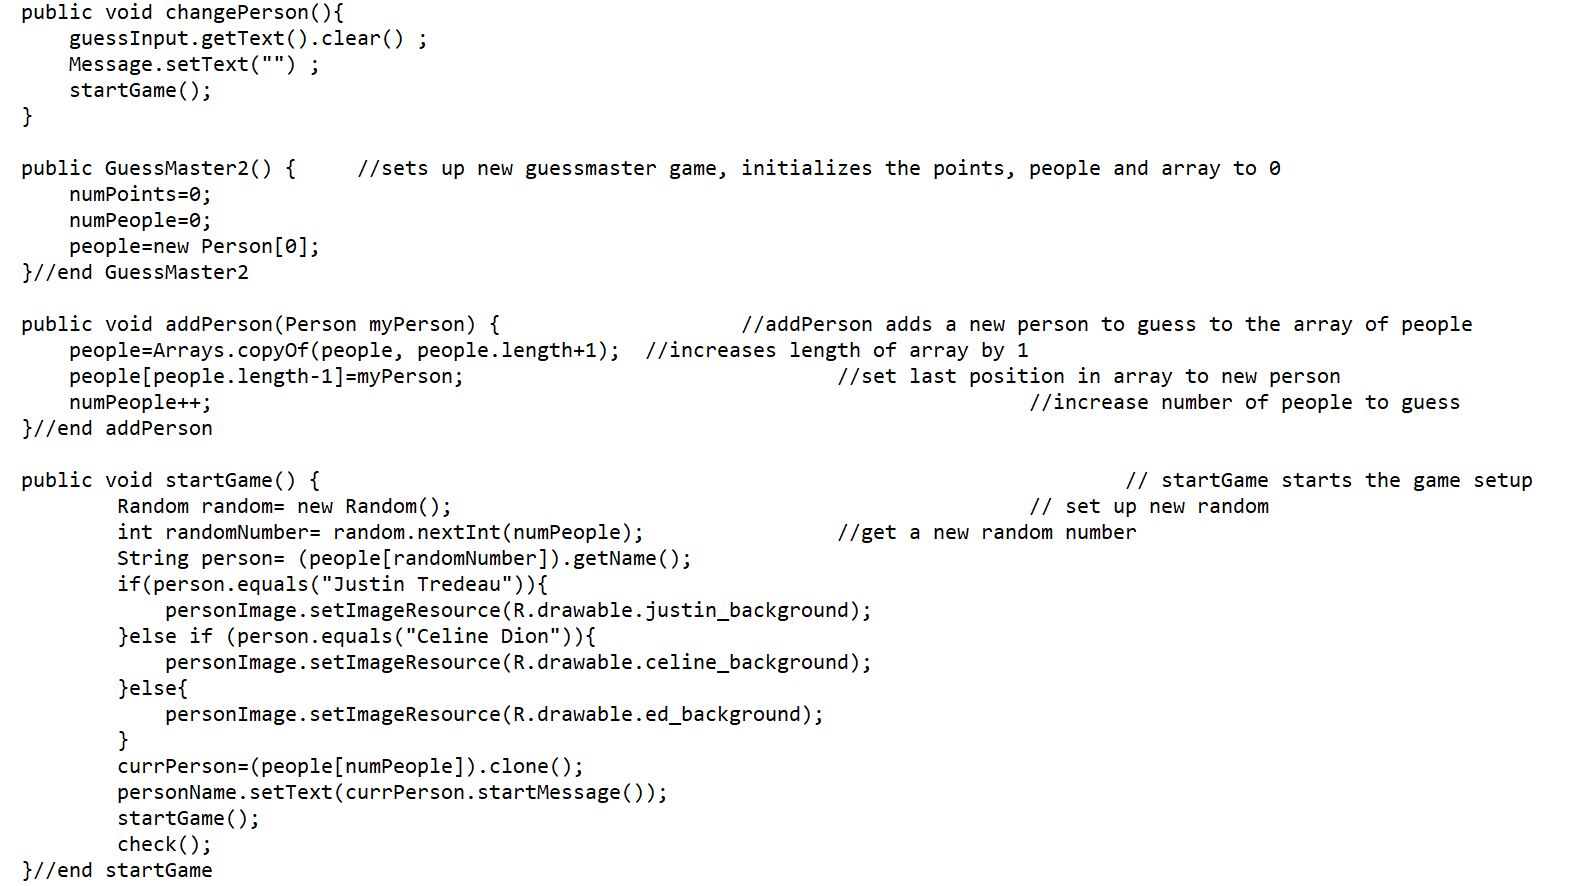 public void changePerson(){
    guessInput.getText().clear() ;
    Message.setText("") ;
    startGame();
}

public GuessMaster2() {     //sets up new guessmaster game, initializes the points, people and array to 0
    numPoints=0;
    numPeople=0;
    people=new Person[0];
}//end GuessMaster2

public void addPerson(Person myPerson) {                    //addPerson adds a new person to guess to the array of people
    people=Arrays.copyOf(people, people.length+1);  //increases length of array by 1
    people[people.length-1]=myPerson;                               //set last position in array to new person
    numPeople++;                                                                    //increase number of people to guess
}//end addPerson

public void startGame() {                                                                   // startGame starts the game setup
        Random random= new Random();                                                // set up new random
        int randomNumber= random.nextInt(numPeople);                //get a new random number
        String person= (people[randomNumber]).getName();
        if(person.equals("Justin Tredeau")){
            personImage.setImageResource(R.drawable.justin_background);
        }else if (person.equals("Celine Dion")){
            personImage.setImageResource(R.drawable.celine_background);
        }else{
            personImage.setImageResource(R.drawable.ed_background);
        }
        currPerson=(people[numPeople]).clone();
        personName.setText(currPerson.startMessage());
        startGame();
        check();
}//end startGame